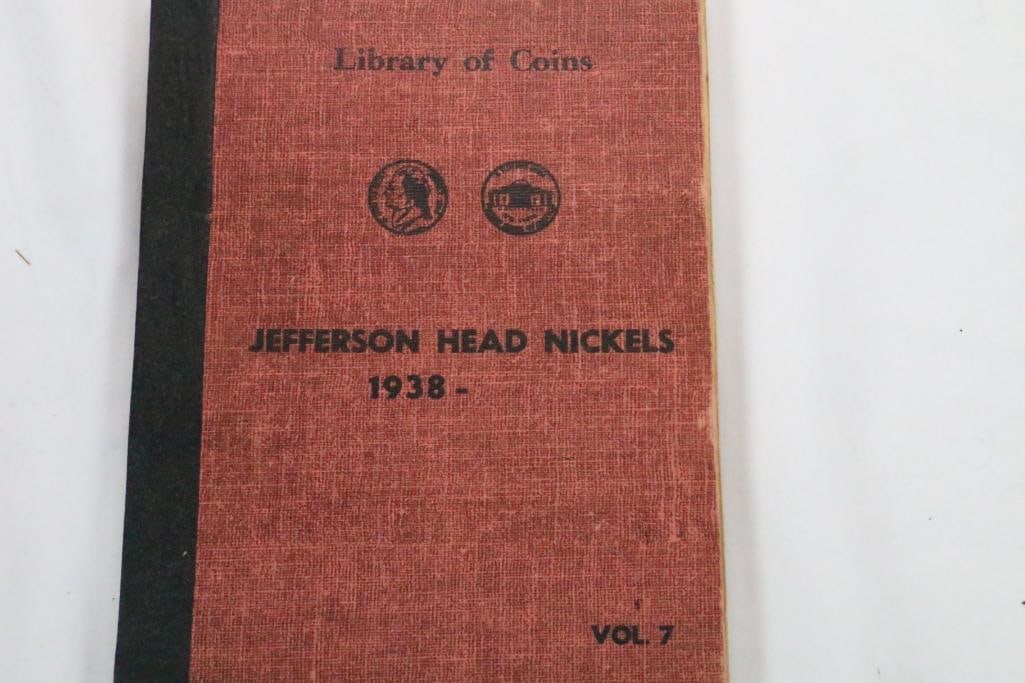 Library of Coins
JEFFERSON HEAD NICKELS
1938 -
VOL. 7